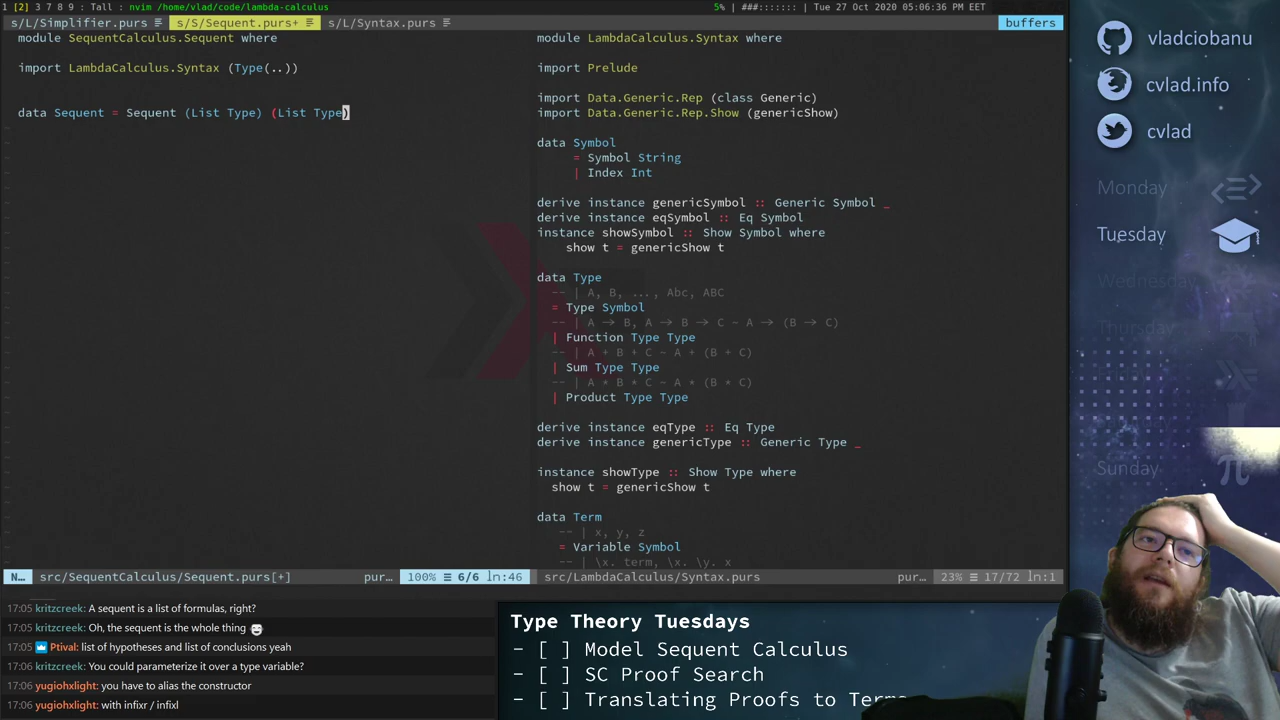 1 [2] 3 7 8 9 : Tall : nvim /home/vlad/code/lambda-calculus
5% | ###::::::: | Tue 27 Oct 2020 05:06:36 PM EET
s/L/Simplifier.purs
s/S/Sequent.purs+
s/L/Syntax.purs
buffers
module SequentCalculus.Sequent where
import LambdaCalculus.Syntax (Type(..))
data Sequent = Sequent (List Type) (List Type)
module LambdaCalculus.Syntax where
import Prelude
import Data.Generic.Rep (class Generic)
import Data.Generic.Rep.Show (genericShow)
data Symbol
= Symbol String
| Index Int
derive instance genericSymbol :: Generic Symbol _
derive instance eqSymbol :: Eq Symbol
instance showSymbol :: Show Symbol where
show t = genericShow t
data Type
-- | A, B, ..., Abc, ABC
= Type Symbol
-- | A → B, A → B → C - A → (B → C)
| Function Type Type
-- | A + B + C - A + (B + C)
| Sum Type Type
-- | A * B * C - A * (B * C)
| Product Type Type
derive instance eqType :: Eq Type
derive instance genericType :: Generic Type _
instance showType :: Show Type where
show t = genericShow t
data Term
-- | x, y, z
= Variable Symbol
-- | \x. term, \x. \y. x
N… src/SequentCalculus/Sequent.purs[+] pur… 100% ≡ 6/6 ln:46
src/LambdaCalculus/Syntax.purs pur… 23% ≡ 17/72 ln:1
17:05 kritzcreek: A sequent is a list of formulas, right?
17:05 kritzcreek: Oh, the sequent is the whole thing
17:05 Ptival: list of hypotheses and list of conclusions yeah
17:06 kritzcreek: You could parameterize it over a type variable?
17:06 yugiohxlight: you have to alias the constructor
17:06 yugiohxlight: with infixr / infixl
Type Theory Tuesdays
- [ ] Model Sequent Calculus
- [ ] SC Proof Search
- [ ] Translating Proofs to Terms
vladciobanu
cvlad.info
cvlad
Monday
Tuesday
Wednesday
Thursday
Sunday